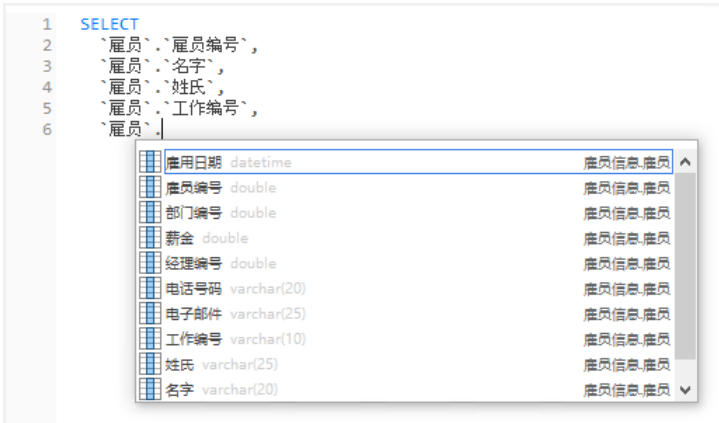 1 SELECT
2 `雇员`.`雇员编号`,
3 `雇员`.`名字`,
4 `雇员`.`姓氏`,
5 `雇员`.`工作编号`,
6 `雇员`.
雇用日期 datetime 雇员信息.雇员
雇员编号 double 雇员信息.雇员
部门编号 double 雇员信息.雇员
薪金 double 雇员信息.雇员
经理编号 double 雇员信息.雇员
电话号码 varchar(20) 雇员信息.雇员
电子邮件 varchar(25) 雇员信息.雇员
工作编号 varchar(10) 雇员信息.雇员
姓氏 varchar(25) 雇员信息.雇员
名字 varchar(20) 雇员信息.雇员